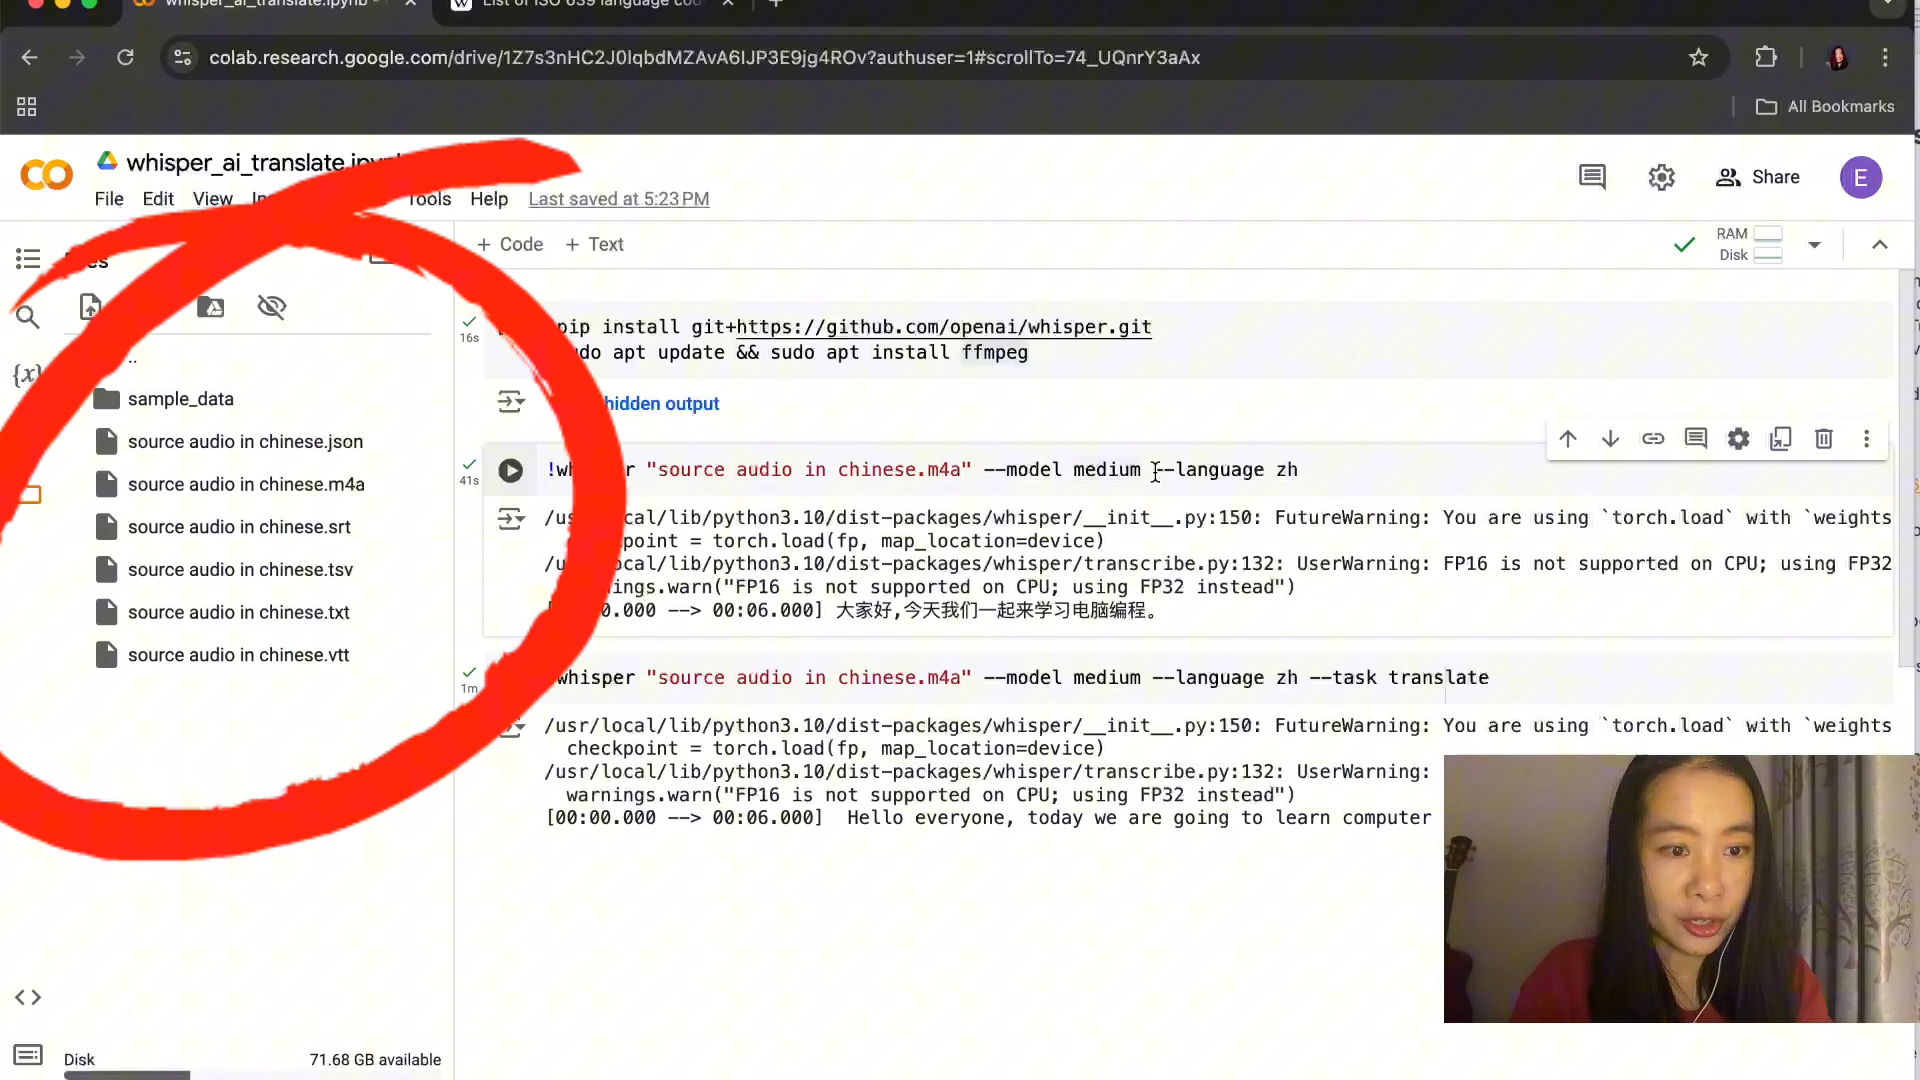 colab.research.google.com/drive/1Z7s3nHC2J0lqbdMZAvA6IJP3E9jg4ROv?authuser=1#scrollTo=74_UQnrY3aAx
All Bookmarks
whisper_ai_translate.ipynb
File Edit View Tools Help Last saved at 5:23 PM
Share
E
+ Code + Text
RAM
Disk
{x}
..
sample_data
source audio in chinese.json
source audio in chinese.m4a
source audio in chinese.srt
source audio in chinese.tsv
source audio in chinese.txt
source audio in chinese.vtt
Disk 71.68 GB available
16s
pip install git+https://github.com/openai/whisper.git
apt update && sudo apt install ffmpeg
hidden output
41s
"source audio in chinese.m4a" --model medium --language zh
python3.10/dist-packages/whisper/__init__.py:150: FutureWarning: You are using `torch.load` with `weights
= torch.load(fp, map_location=device)
python3.10/dist-packages/whisper/transcribe.py:132: UserWarning: FP16 is not supported on CPU; using FP32
("FP16 is not supported on CPU; using FP32 instead")
--> 00:06.000] 大家好,今天我们一起来学习电脑编程。
1m
whisper "source audio in chinese.m4a" --model medium --language zh --task translate
/usr/local/lib/python3.10/dist-packages/whisper/__init__.py:150: FutureWarning: You are using `torch.load` with `weights
checkpoint = torch.load(fp, map_location=device)
/usr/local/lib/python3.10/dist-packages/whisper/transcribe.py:132: UserWarning:
warnings.warn("FP16 is not supported on CPU; using FP32 instead")
[00:00.000 --> 00:06.000] Hello everyone, today we are going to learn computer